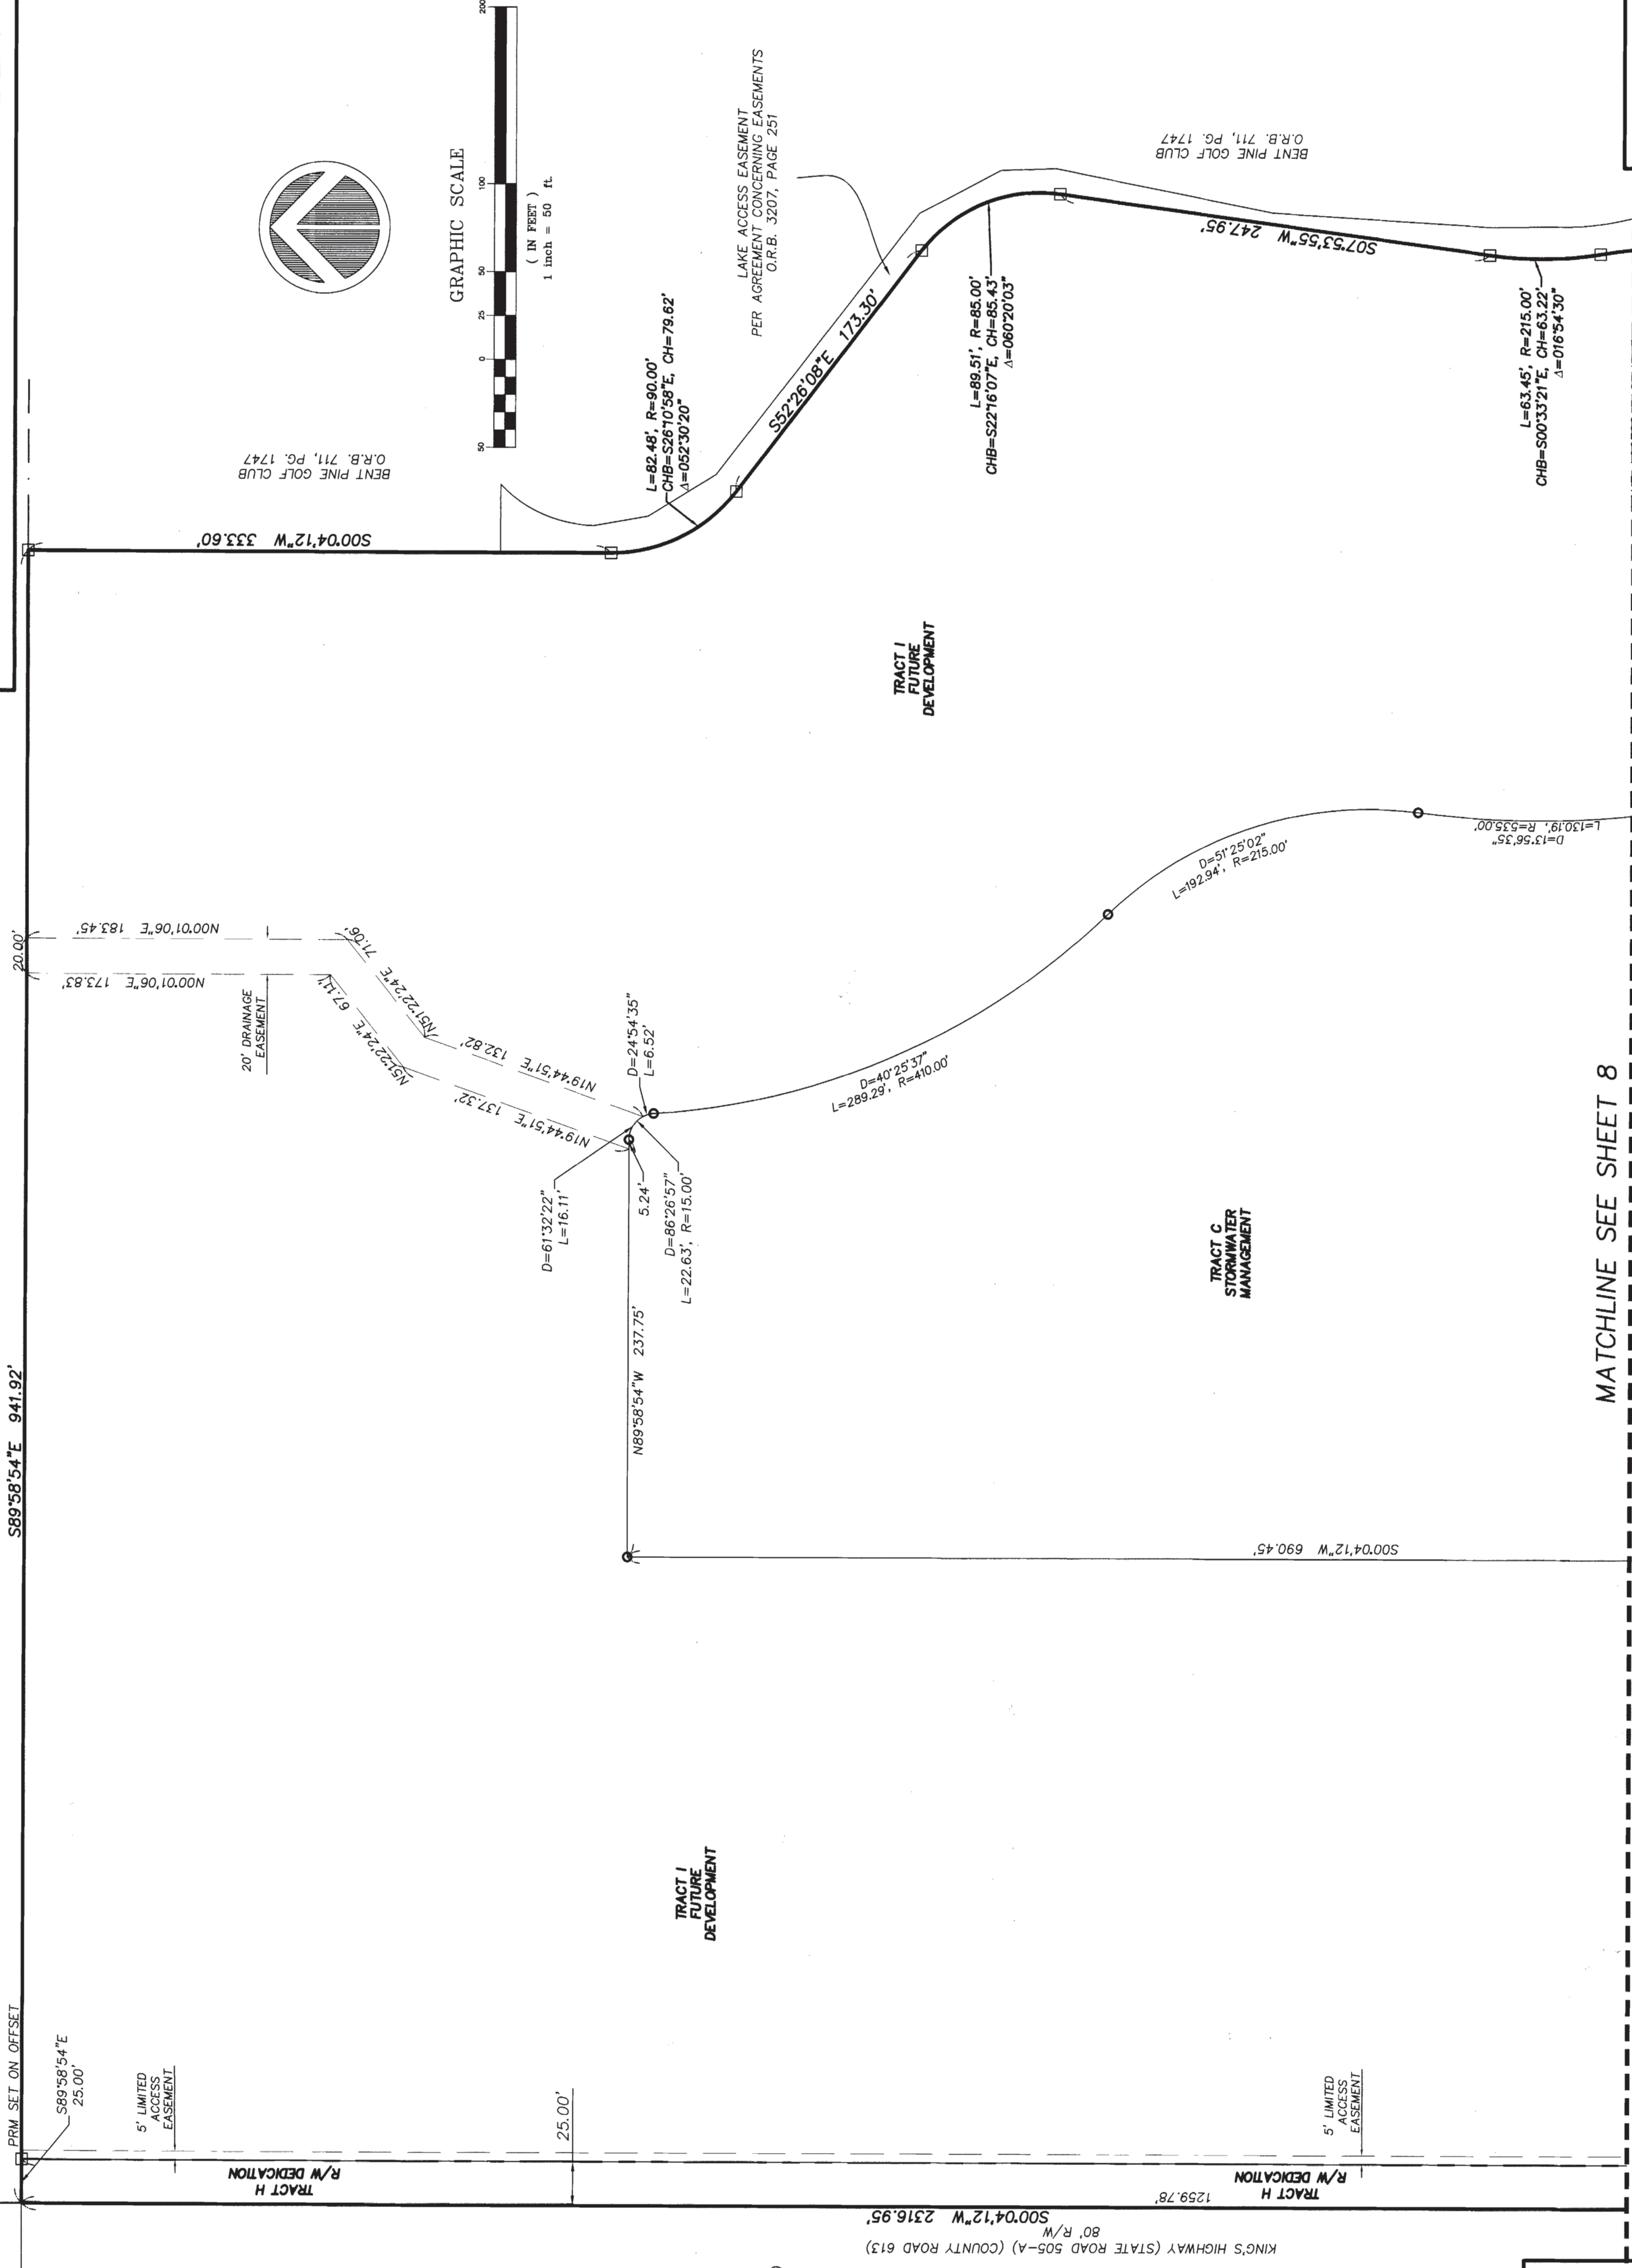 S89°58'54"E 941.92'
PRM SET ON OFFSET
S89°58'54"E
25.00'
5' LIMITED
ACCESS
EASEMENT
TRACT H
R/W DEDICATION
25.00'
5' LIMITED
ACCESS
EASEMENT
TRACT H
R/W DEDICATION
1259.78'
S00°04'12"W 2316.95'
80' R/W
KING'S HIGHWAY (STATE ROAD 505-A) (COUNTY ROAD 613)
TRACT I
FUTURE
DEVELOPMENT
N89°58'54"W 237.75'
S00°04'12"W 690.45'
TRACT C
STORMWATER
MANAGEMENT
MATCHLINE SEE SHEET 8
20.00'
N00°01'06"E 183.45'
N00°01'06"E 173.83'
20' DRAINAGE
EASEMENT
N51°22'24"E 71.06'
N51°22'24"E 67.11'
N19°44'51"E 132.82'
N19°44'51"E 137.32'
D=24°54'35"
L=6.52'
D=61°32'22"
L=16.11'
5.24'
D=86°26'57"
L=22.63', R=15.00'
D=40°25'37"
L=289.29', R=410.00'
D=51°25'02"
L=192.94', R=215.00'
D=13°56'35"
L=130.19', R=535.00'
TRACT I
FUTURE
DEVELOPMENT
S00°04'12"W 333.60'
BENT PINE GOLF CLUB
O.R.B. 711, PG. 1747
GRAPHIC SCALE
50 0 25 50 100 200
( IN FEET )
1 inch = 50 ft.
L=82.48', R=90.00'
CHB=S26°10'58"E, CH=79.62'
Δ=052°30'20"
LAKE ACCESS EASEMENT
PER AGREEMENT CONCERNING EASEMENTS
O.R.B. 3207, PAGE 251
S52°26'08"E 173.30'
L=89.51', R=85.00'
CHB=S22°16'07"E, CH=85.43'
Δ=060°20'03"
BENT PINE GOLF CLUB
O.R.B. 711, PG. 1747
S07°53'55"W 247.95'
L=63.45', R=215.00'
CHB=S00°33'21"E, CH=63.22'
Δ=016°54'30"